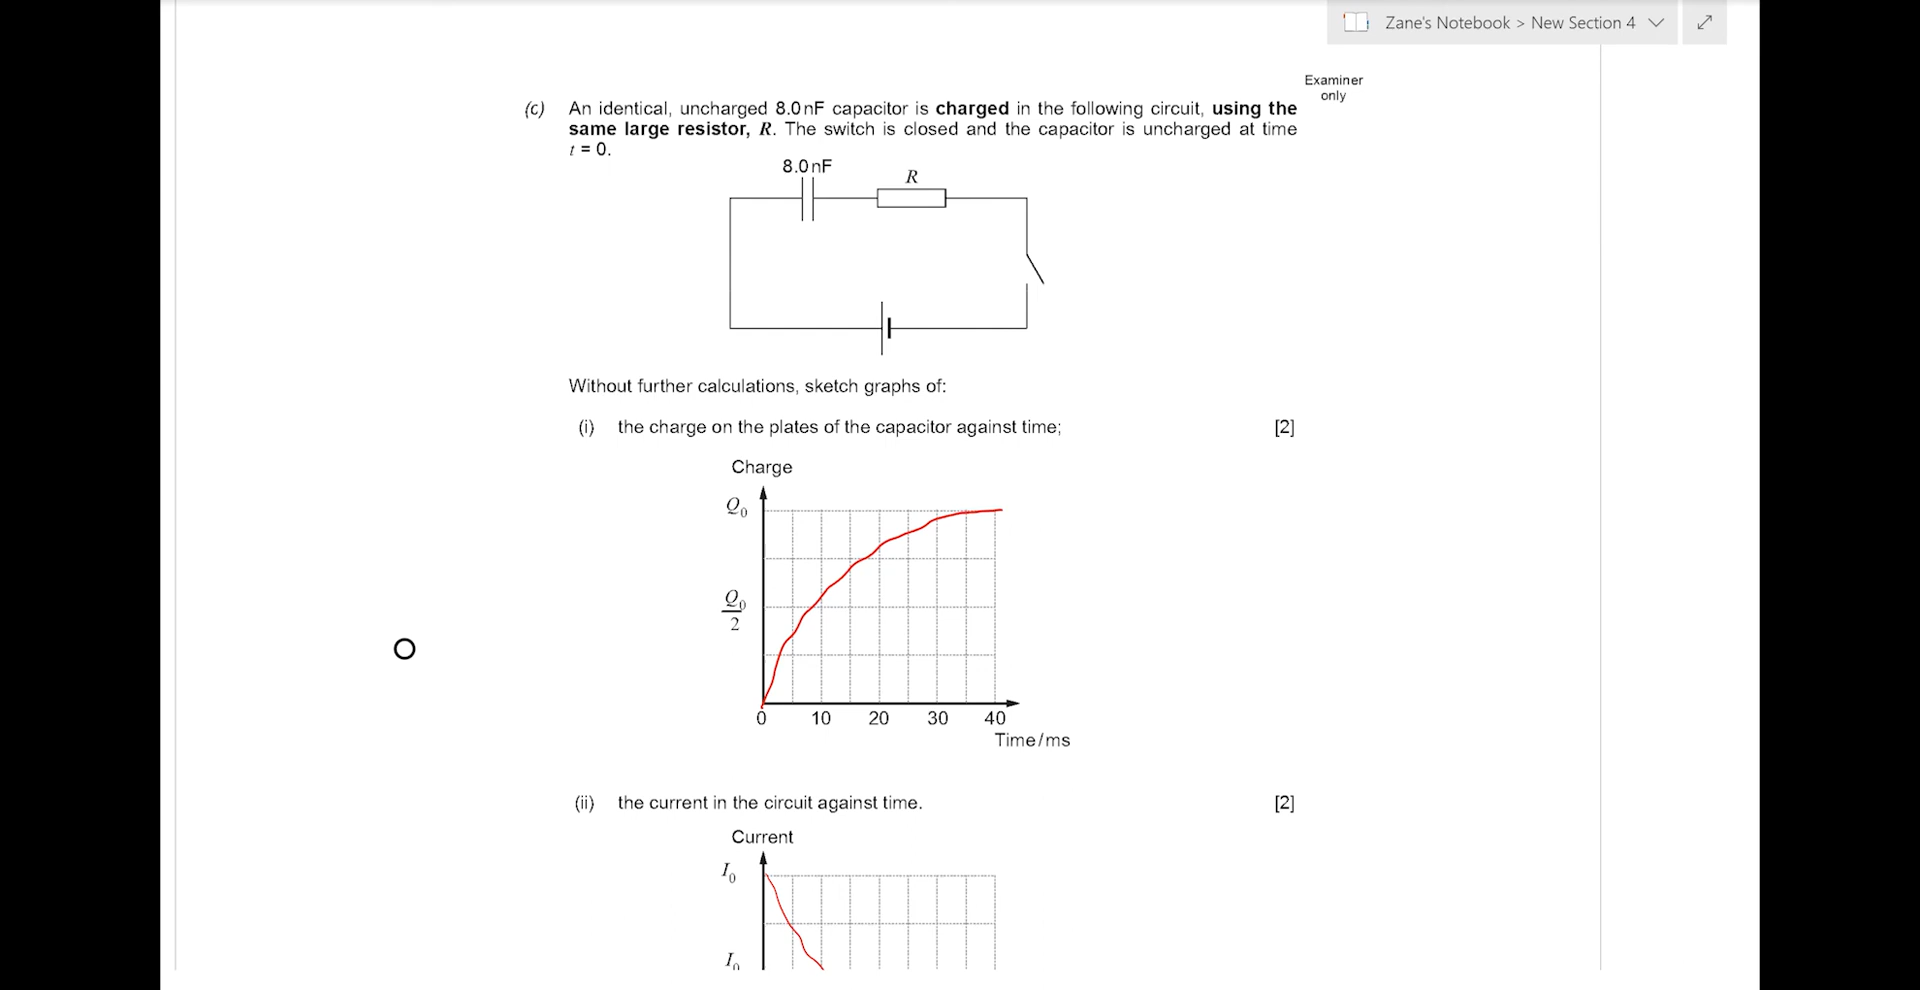 Zane's Notebook > New Section 4
Examiner
only
(c) An identical, uncharged 8.0 nF capacitor is charged in the following circuit, using the
same large resistor, R. The switch is closed and the capacitor is uncharged at time
t = 0.
8.0 nF
R
Without further calculations, sketch graphs of:
(i) the charge on the plates of the capacitor against time; [2]
Charge
Q₀
Q₀
2
0 10 20 30 40
Time/ms
(ii) the current in the circuit against time. [2]
Current
I₀
I₀